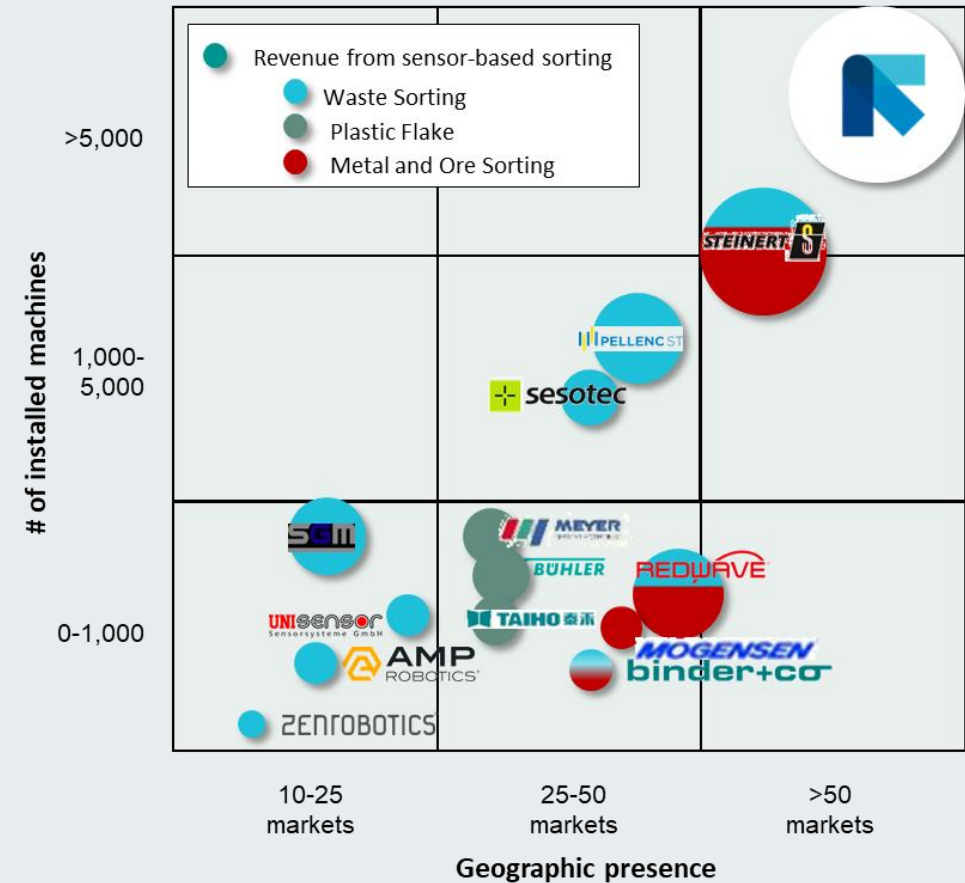 Revenue from sensor-based sorting
Waste Sorting
Plastic Flake
Metal and Ore Sorting
>5,000
STEINERT S
# of installed machines
1,000-
5,000
PELLENC ST
sesotec
SGM
MEYER
BÜHLER
REDWAVE
0-1,000
UNISENSOR
Sensorsysteme GmbH
TAIHO 泰禾
AMP
ROBOTICS
MOGENSEN
binder+co
ZENROBOTICS
10-25
markets
25-50
markets
>50
markets
Geographic presence